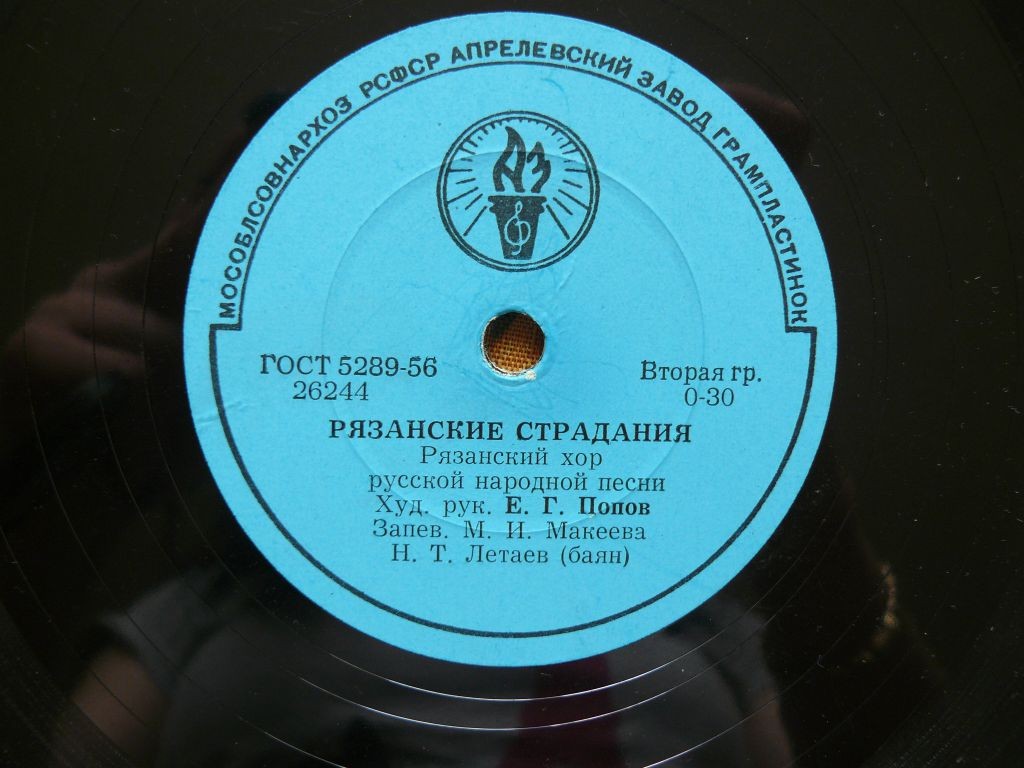 МОСОБЛСОВНАРХОЗ РСФСР АПРЕЛЕВСКИЙ ЗАВОД ГРАМПЛАСТИНОК
АЗ
ГОСТ 5289-56
26244
Вторая гр.
0-30
РЯЗАНСКИЕ СТРАДАНИЯ
Рязанский хор
русской народной песни
Худ. рук. Е. Г. Попов
Запев. М. И. Макеева
Н. Т. Летаев (баян)